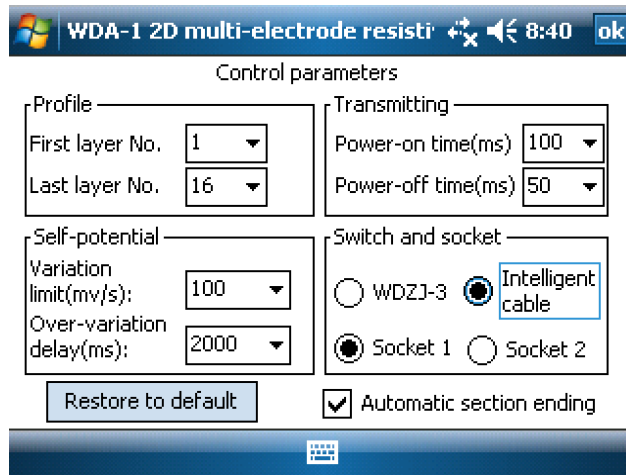 WDA-1 2D multi-electrode resisti 8:40 ok
Control parameters
Profile
First layer No. 1
Last layer No. 16
Transmitting
Power-on time(ms) 100
Power-off time(ms) 50
Self-potential
Variation
limit(mv/s): 100
Over-variation
delay(ms): 2000
Switch and socket
WDZJ-3 Intelligent
cable
Socket 1 Socket 2
Restore to default
Automatic section ending